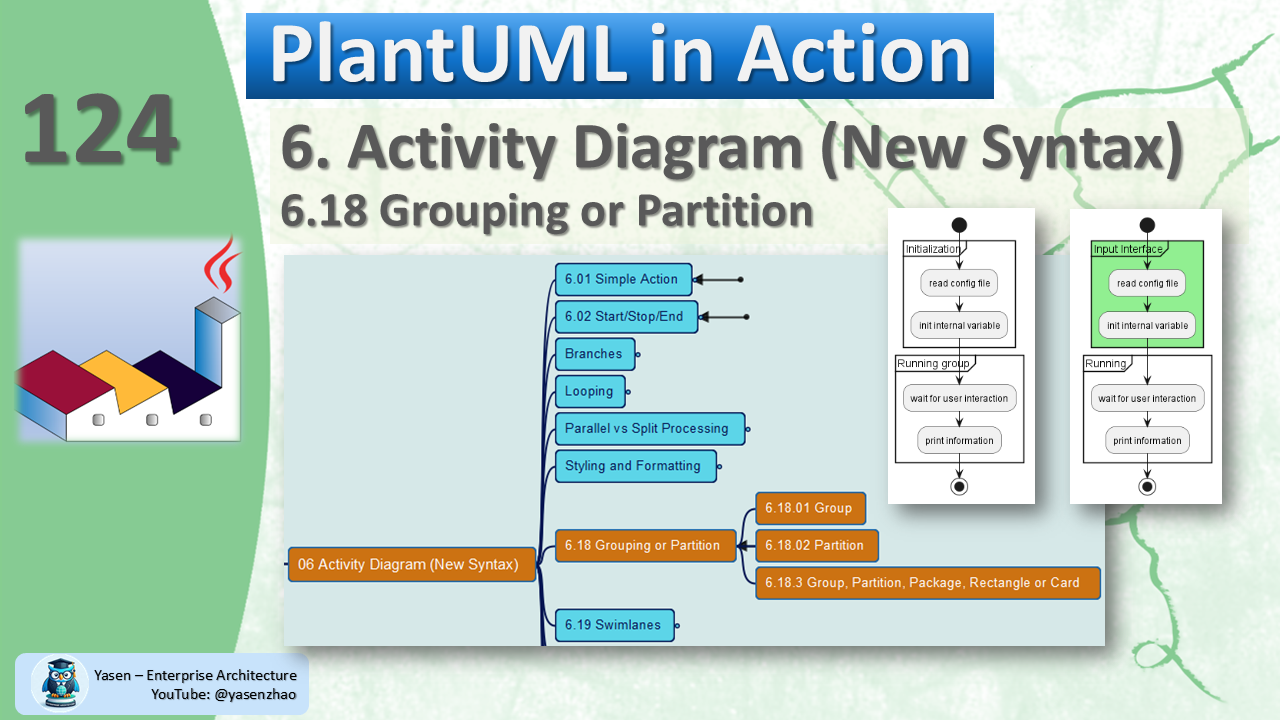 PlantUML in Action
124
6. Activity Diagram (New Syntax)
6.18 Grouping or Partition
6.01 Simple Action
6.02 Start/Stop/End
Branches
Looping
Parallel vs Split Processing
Styling and Formatting
06 Activity Diagram (New Syntax)
6.18 Grouping or Partition
6.18.01 Group
6.18.02 Partition
6.18.3 Group, Partition, Package, Rectangle or Card
6.19 Swimlanes
Initialization
read config file
init internal variable
Running group
wait for user interaction
print information
Input Interface
read config file
init internal variable
Running
wait for user interaction
print information
Yasen – Enterprise Architecture
YouTube: @yasenzhao